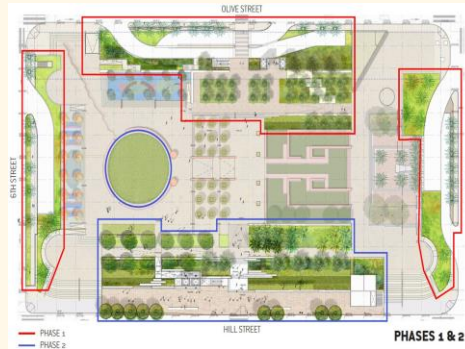 OLIVE STREET
6TH STREET
PHASE 1
PHASE 2
HILL STREET
PHASES 1 & 2